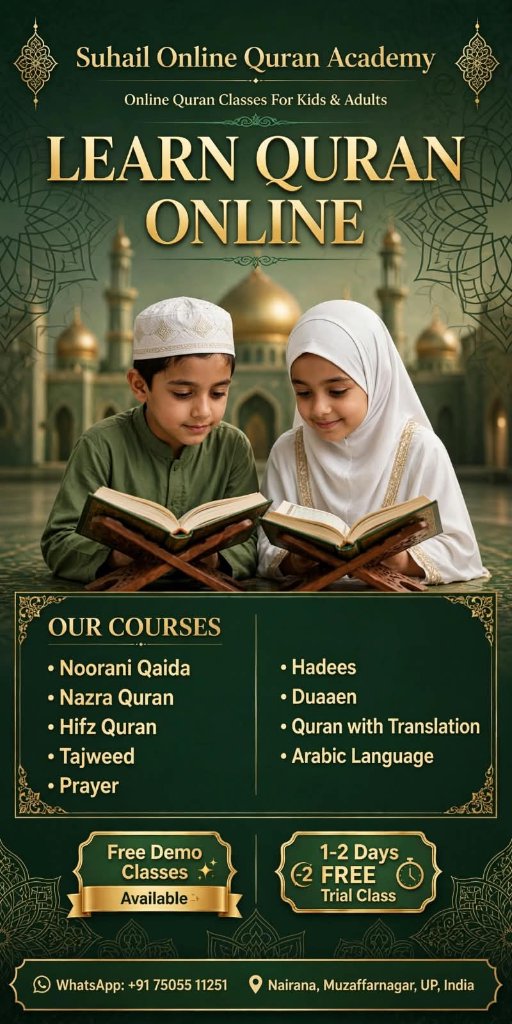 Suhail Online Quran Academy
Online Quran Classes For Kids & Adults
LEARN QURAN
ONLINE
OUR COURSES
• Noorani Qaida
• Nazra Quran
• Hifz Quran
• Tajweed
• Prayer
• Hadees
• Duaaen
• Quran with Translation
• Arabic Language
Free Demo
Classes
Available
-2
1-2 Days
FREE
Trial Class
WhatsApp: +91 75055 11251
Nairana, Muzaffarnagar, UP, India